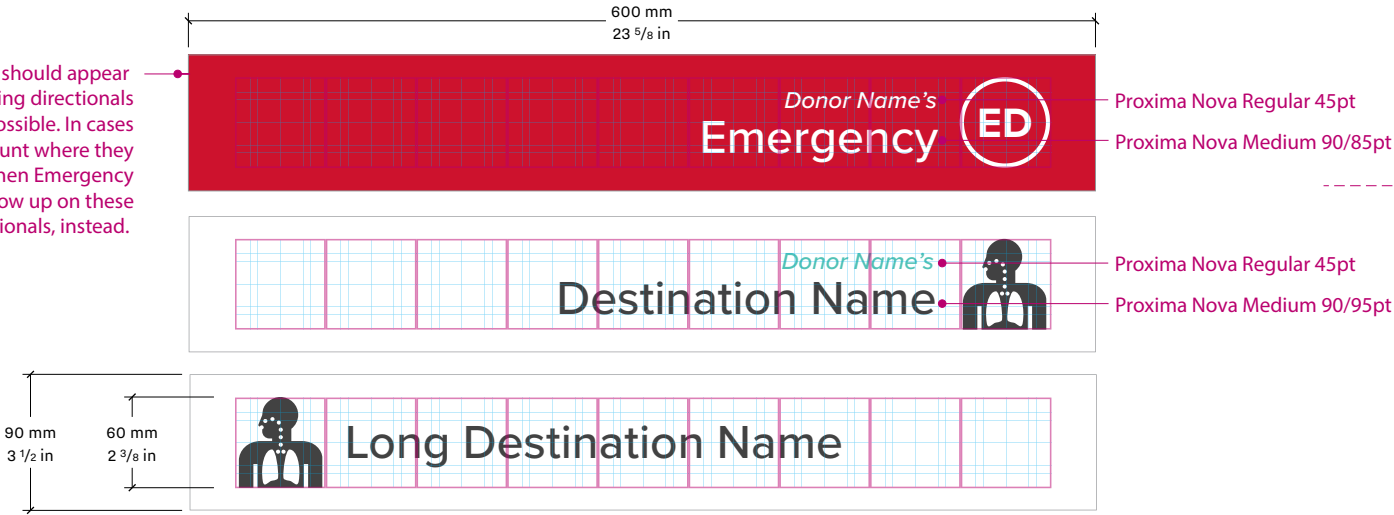 600 mm
23 5/8 in
should appear
ing directionals
ossible. In cases
unt where they
hen Emergency
ow up on these
ionals, instead.
Donor Name's
Emergency
ED
Proxima Nova Regular 45pt
Proxima Nova Medium 90/85pt
Donor Name's
Destination Name
Proxima Nova Regular 45pt
Proxima Nova Medium 90/95pt
90 mm
3 1/2 in
60 mm
2 3/8 in
Long Destination Name